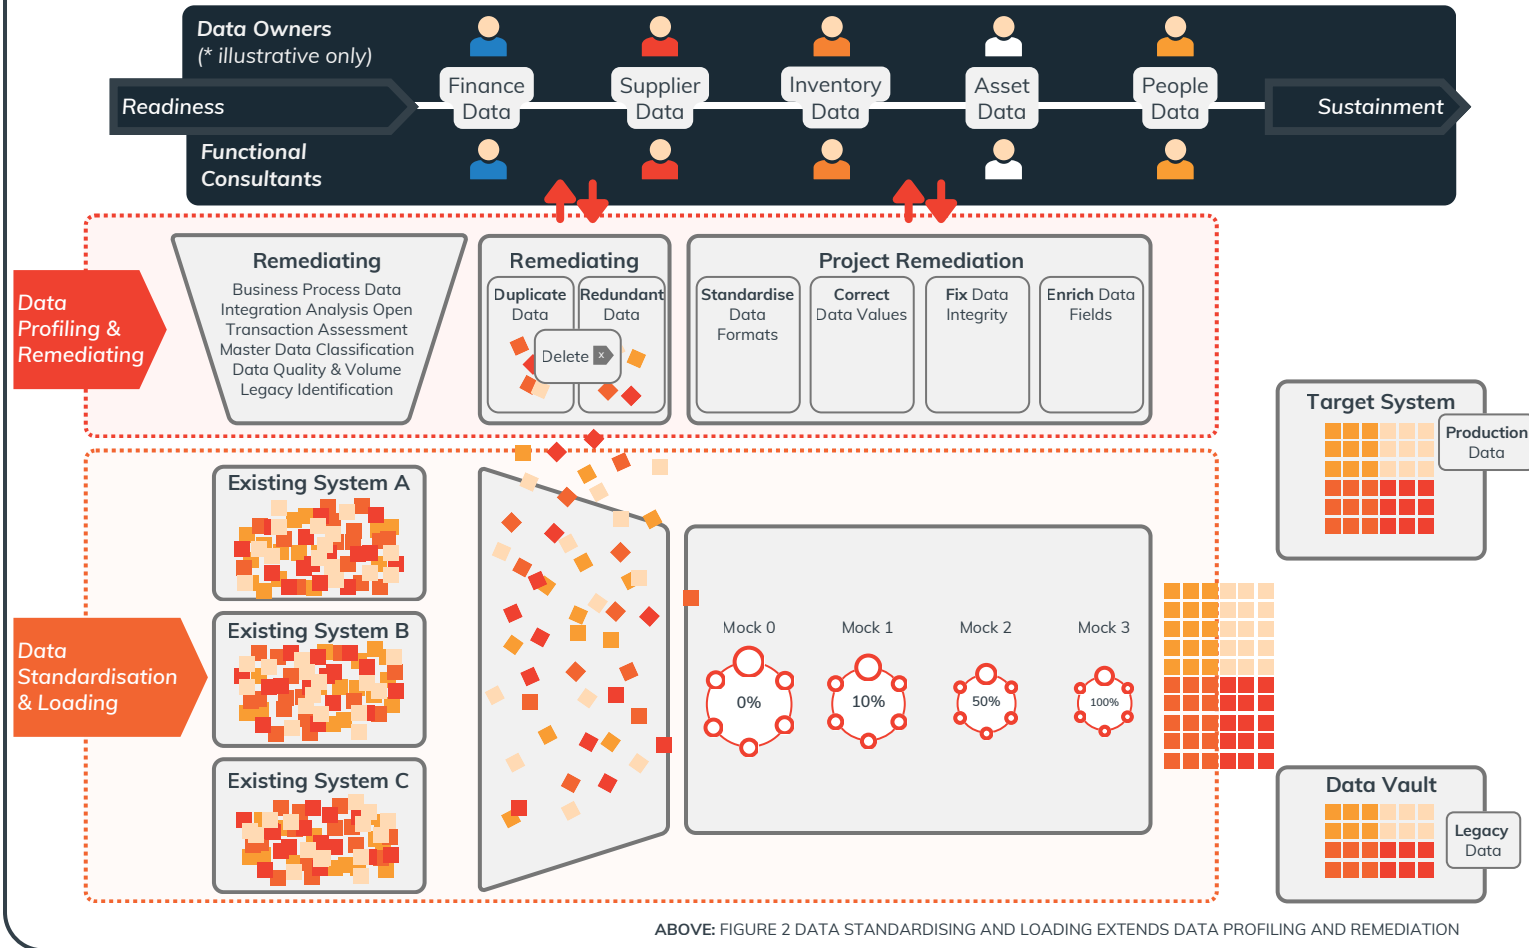 Data Owners
(* illustrative only)
Readiness
Finance
Data
Supplier
Data
Inventory
Data
Asset
Data
People
Data
Sustainment
Functional
Consultants
Data
Profiling &
Remediating
Remediating
Business Process Data
Integration Analysis Open
Transaction Assessment
Master Data Classification
Data Quality & Volume
Legacy Identification
Remediating
Duplicate
Data
Redundant
Data
Delete x
Project Remediation
Standardise
Data
Formats
Correct
Data Values
Fix Data
Integrity
Enrich Data
Fields
Target System
Production
Data
Data
Standardisation
& Loading
Existing System A
Existing System B
Existing System C
Mock 0
0%
Mock 1
10%
Mock 2
50%
Mock 3
100%
Data Vault
Legacy
Data
ABOVE: FIGURE 2 DATA STANDARDISING AND LOADING EXTENDS DATA PROFILING AND REMEDIATION